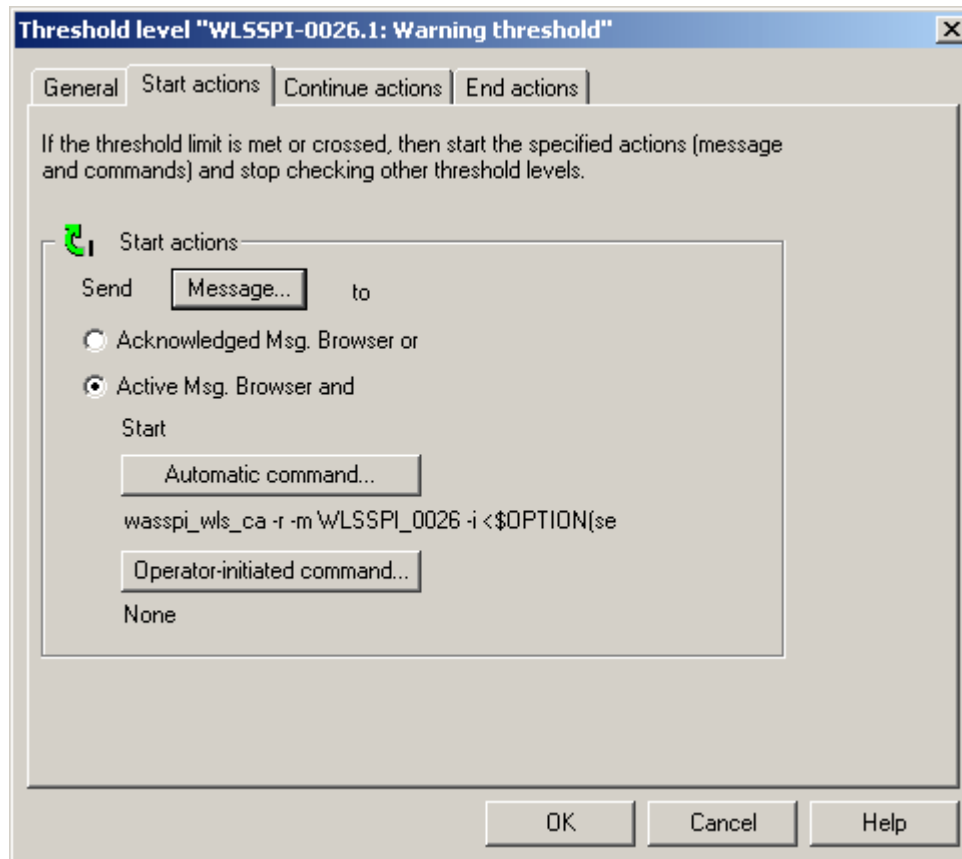 Threshold level "WLSSPI-0026.1: Warning threshold"
General Start actions Continue actions End actions
If the threshold limit is met or crossed, then start the specified actions (message
and commands) and stop checking other threshold levels.
Start actions
Send Message... to
Acknowledged Msg. Browser or
Active Msg. Browser and
Start
Automatic command...
wasspi_wls_ca -r -m WLSSPI_0026 -i <$OPTION(se
Operator-initiated command...
None
OK Cancel Help